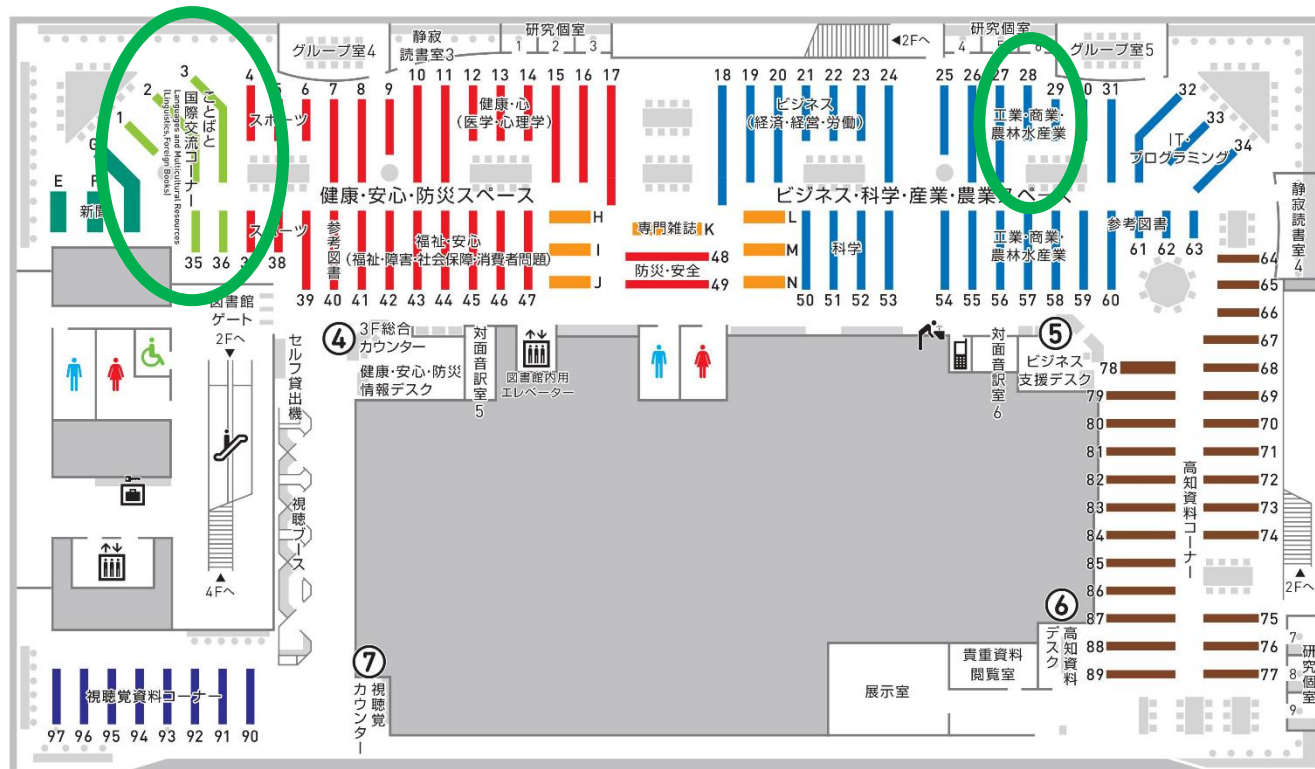 グループ室4
静寂
読書室3
研究個室
1 2 3
◀2Fへ
研究個室
4 5 6
グループ室5
1 2 3 4 5 6 7 8 9 10 11 12 13 14 15 16 17 18 19 20 21 22 23 24 25 26 27 28 29 30 31 32 33 34
ことばと
国際交流コーナー
Languages and Multicultural Resources
(Linguistics, Foreign Books)
スポーツ
健康・心
(医学・心理学)
ビジネス
(経済・経営・労働)
工業・商業・
農林水産業
IT・
プログラミング
E F G
新聞
健康・安心・防災スペース
ビジネス・科学・産業・農業スペース
静寂読書室4
スポーツ
参考図書
福祉・安心
(福祉・障害・社会保障・消費者問題)
H
I
J
専門雑誌 K
48
防災・安全
49
L
M
N
科学
工業・商業・
農林水産業
参考図書
61 62 63
35 36 38
39 40 41 42 43 44 45 46 47
50 51 52 53 54 55 56 57 58 59 60
64
65
66
67
68
69
70
71
72
73
74
75
76
77
図書館
ゲート
2Fへ
▼
セルフ貸出機
④ 3F総合
カウンター
健康・安心・防災
情報デスク
対面音訳室5
図書館内用
エレベーター
対面音訳室6
⑤
ビジネス
支援デスク
78
79
80
81
82
83
84
85
86
87
88
89
高知資料コーナー
視聴ブース
▲
4Fへ
▲
2Fへ
⑥
高知資料
デスク
貴重資料
閲覧室
展示室
研究個室
7
8
9
⑦
視聴覚
カウンター
視聴覚資料コーナー
97 96 95 94 93 92 91 90